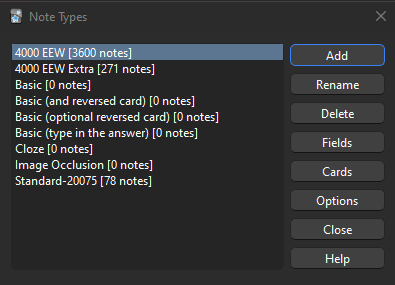 Note Types
4000 EEW [3600 notes]
4000 EEW Extra [271 notes]
Basic [0 notes]
Basic (and reversed card) [0 notes]
Basic (optional reversed card) [0 notes]
Basic (type in the answer) [0 notes]
Cloze [0 notes]
Image Occlusion [0 notes]
Standard-20075 [78 notes]
Add
Rename
Delete
Fields
Cards
Options
Close
Help